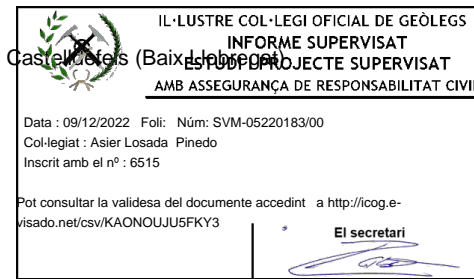 IL·LUSTRE COL·LEGI OFICIAL DE GEÒLEGS
INFORME SUPERVISAT
Castelldefels (Baix Llobregat)
ESTUDI I PROJECTE SUPERVISAT
AMB ASSEGURANÇA DE RESPONSABILITAT CIVI
Data : 09/12/2022 Foli: Núm: SVM-05220183/00
Col·legiat : Asier Losada Pinedo
Inscrit amb el nº : 6515
Pot consultar la validesa del documente accedint a http://icog.e-
visado.net/csv/KAONOUJU5FKY3
El secretari